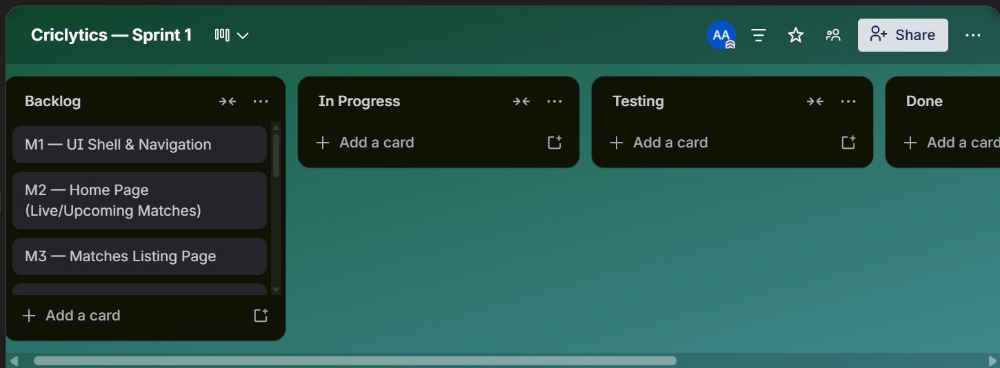 Criclytics — Sprint 1
AA
Share
Backlog
M1 — UI Shell & Navigation
M2 — Home Page
(Live/Upcoming Matches)
M3 — Matches Listing Page
Add a card
In Progress
Add a card
Testing
Add a card
Done
Add a card